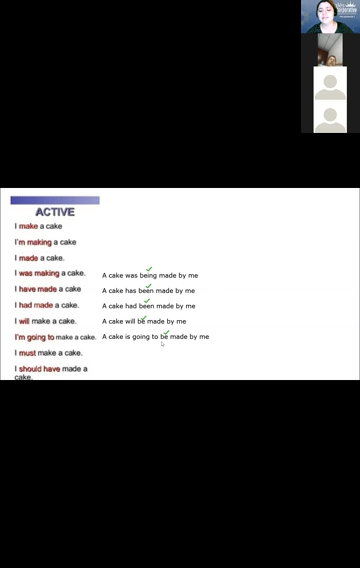 ACTIVE
I make a cake
I'm making a cake
I made a cake.
I was making a cake. A cake was being made by me
I have made a cake A cake has been made by me
I had made a cake. A cake had been made by me
I will make a cake. A cake will be made by me
I'm going to make a cake. A cake is going to be made by me
I must make a cake.
I should have made a
cake.